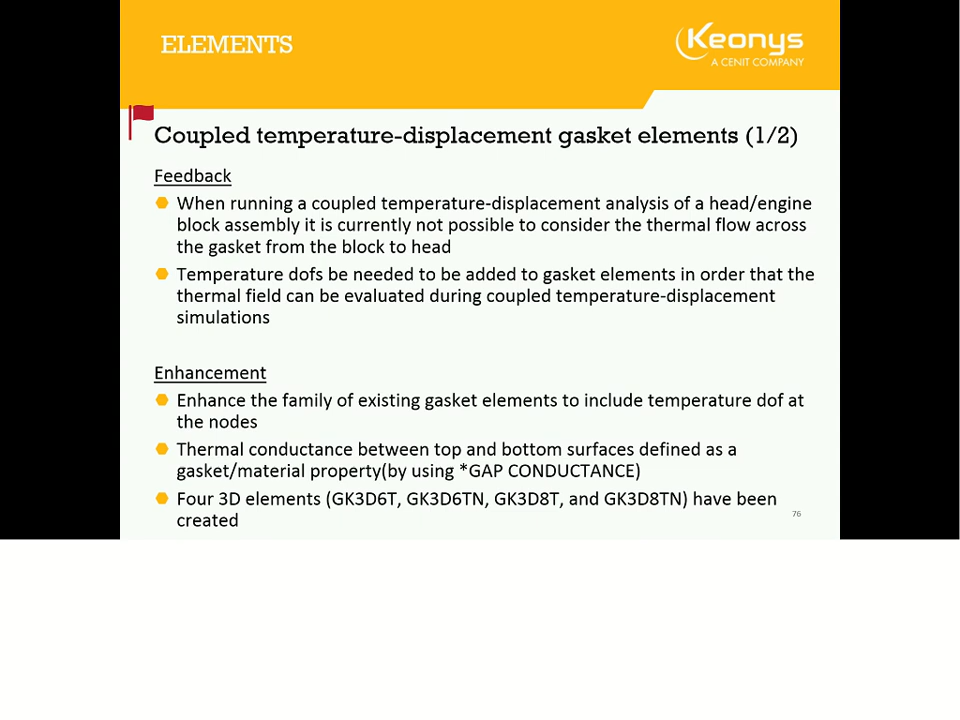 ELEMENTS
Keonys
A CENIT COMPANY
Coupled temperature-displacement gasket elements (1/2)
Feedback
When running a coupled temperature-displacement analysis of a head/engine
block assembly it is currently not possible to consider the thermal flow across
the gasket from the block to head
Temperature dofs be needed to be added to gasket elements in order that the
thermal field can be evaluated during coupled temperature-displacement
simulations
Enhancement
Enhance the family of existing gasket elements to include temperature dof at
the nodes
Thermal conductance between top and bottom surfaces defined as a
gasket/material property(by using *GAP CONDUCTANCE)
Four 3D elements (GK3D6T, GK3D6TN, GK3D8T, and GK3D8TN) have been
created
76